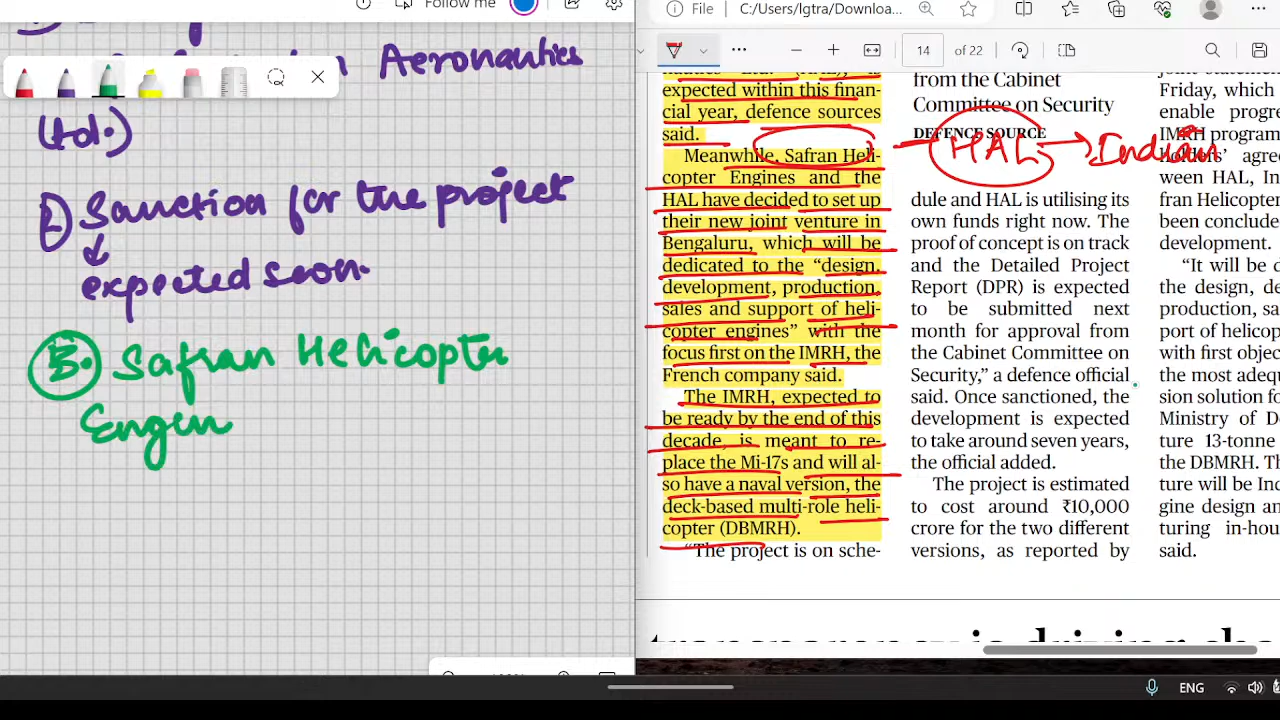 Follow me
Aeronautics
(td.)
2) Sanction for the project
expected soon.
3. Safran Helicopter
Engen
File
C:/Users/lgtra/Downloa...
14
of 22
expected within this finan-
cial year, defence sources
said.
Meanwhile, Safran Heli-
copter Engines and the
HAL have decided to set up
their new joint venture in
Bengaluru, which will be
dedicated to the “design,
development, production,
sales and support of heli-
copter engines” with the
focus first on the IMRH, the
French company said.
The IMRH, expected to
be ready by the end of this
decade, is meant to re-
place the Mi-17s and will al-
so have a naval version, the
deck-based multi-role heli-
copter (DBMRH).
“The project is on sche-
from the Cabinet
Committee on Security
DEFENCE SOURCE
HAL → Indian
dule and HAL is utilising its
own funds right now. The
proof of concept is on track
and the Detailed Project
Report (DPR) is expected
to be submitted next
month for approval from
the Cabinet Committee on
Security,” a defence official
said. Once sanctioned, the
development is expected
to take around seven years,
the official added.
The project is estimated
to cost around ₹10,000
crore for the two different
versions, as reported by
Friday, which
enable progr
IMRH program
holders’ agre
ween HAL, In
fran Helicopter
been conclude
development.
“It will be d
the design, de
production, sa
port of helicop
with first objec
the most adequ
sion solution fo
Ministry of D
ture 13-tonne
the DBMRH. Th
ture will be Ind
gine design an
turing in-hou
said.
ENG